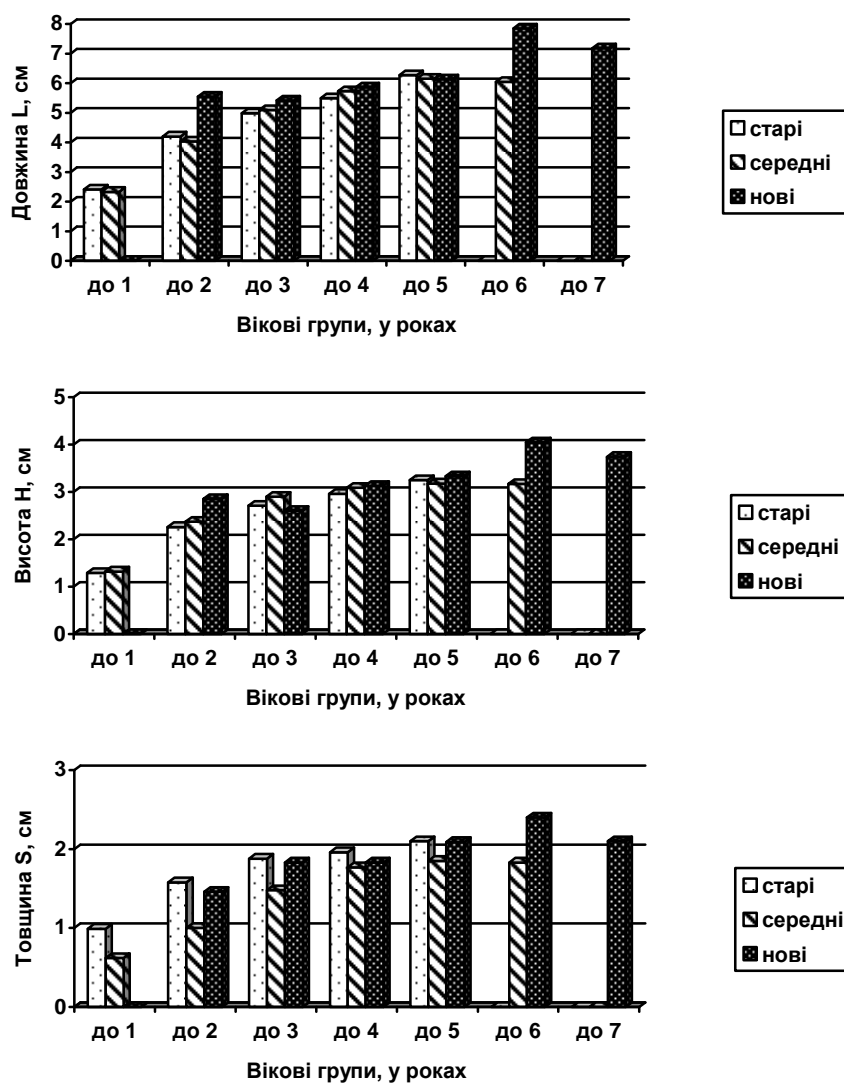 Довжина L, см
8
7
6
5
4
3
2
1
0
до 1 до 2 до 3 до 4 до 5 до 6 до 7
Вікові групи, у роках
старі
середні
нові
Висота H, см
5
4
3
2
1
0
до 1 до 2 до 3 до 4 до 5 до 6 до 7
Вікові групи, у роках
старі
середні
нові
Товщина S, см
3
2
1
0
до 1 до 2 до 3 до 4 до 5 до 6 до 7
Вікові групи, у роках
старі
середні
нові